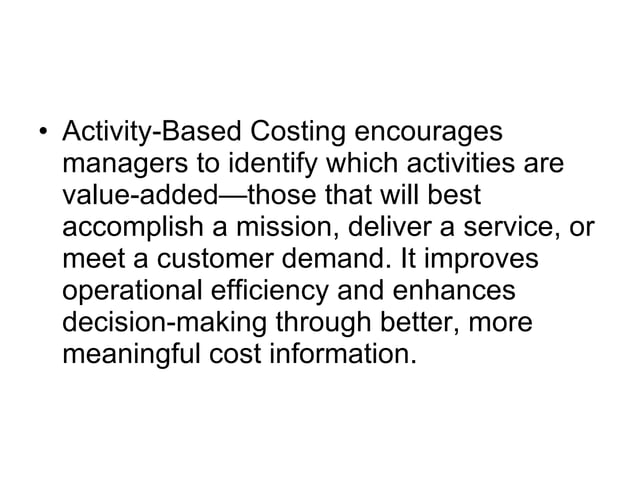 • Activity-Based Costing encourages
managers to identify which activities are
value-added—those that will best
accomplish a mission, deliver a service, or
meet a customer demand. It improves
operational efficiency and enhances
decision-making through better, more
meaningful cost information.